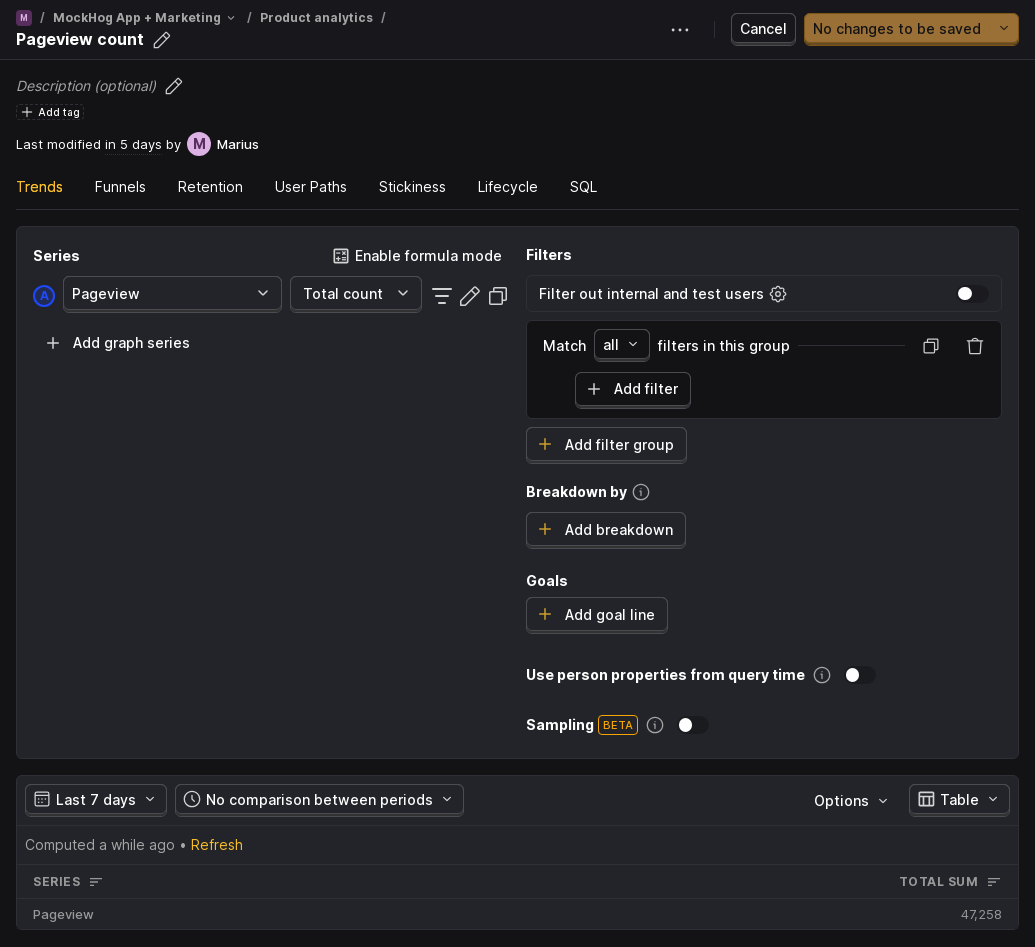 M / MockHog App + Marketing / Product analytics /
Pageview count
Cancel
No changes to be saved
Description (optional)
Add tag
Last modified in 5 days by M Marius
Trends Funnels Retention User Paths Stickiness Lifecycle SQL
Series
Enable formula mode
A Pageview Total count
Add graph series
Filters
Filter out internal and test users
Match all filters in this group
Add filter
Add filter group
Breakdown by
Add breakdown
Goals
Add goal line
Use person properties from query time
Sampling BETA
Last 7 days No comparison between periods Options Table
Computed a while ago • Refresh
SERIES TOTAL SUM
Pageview 47,258